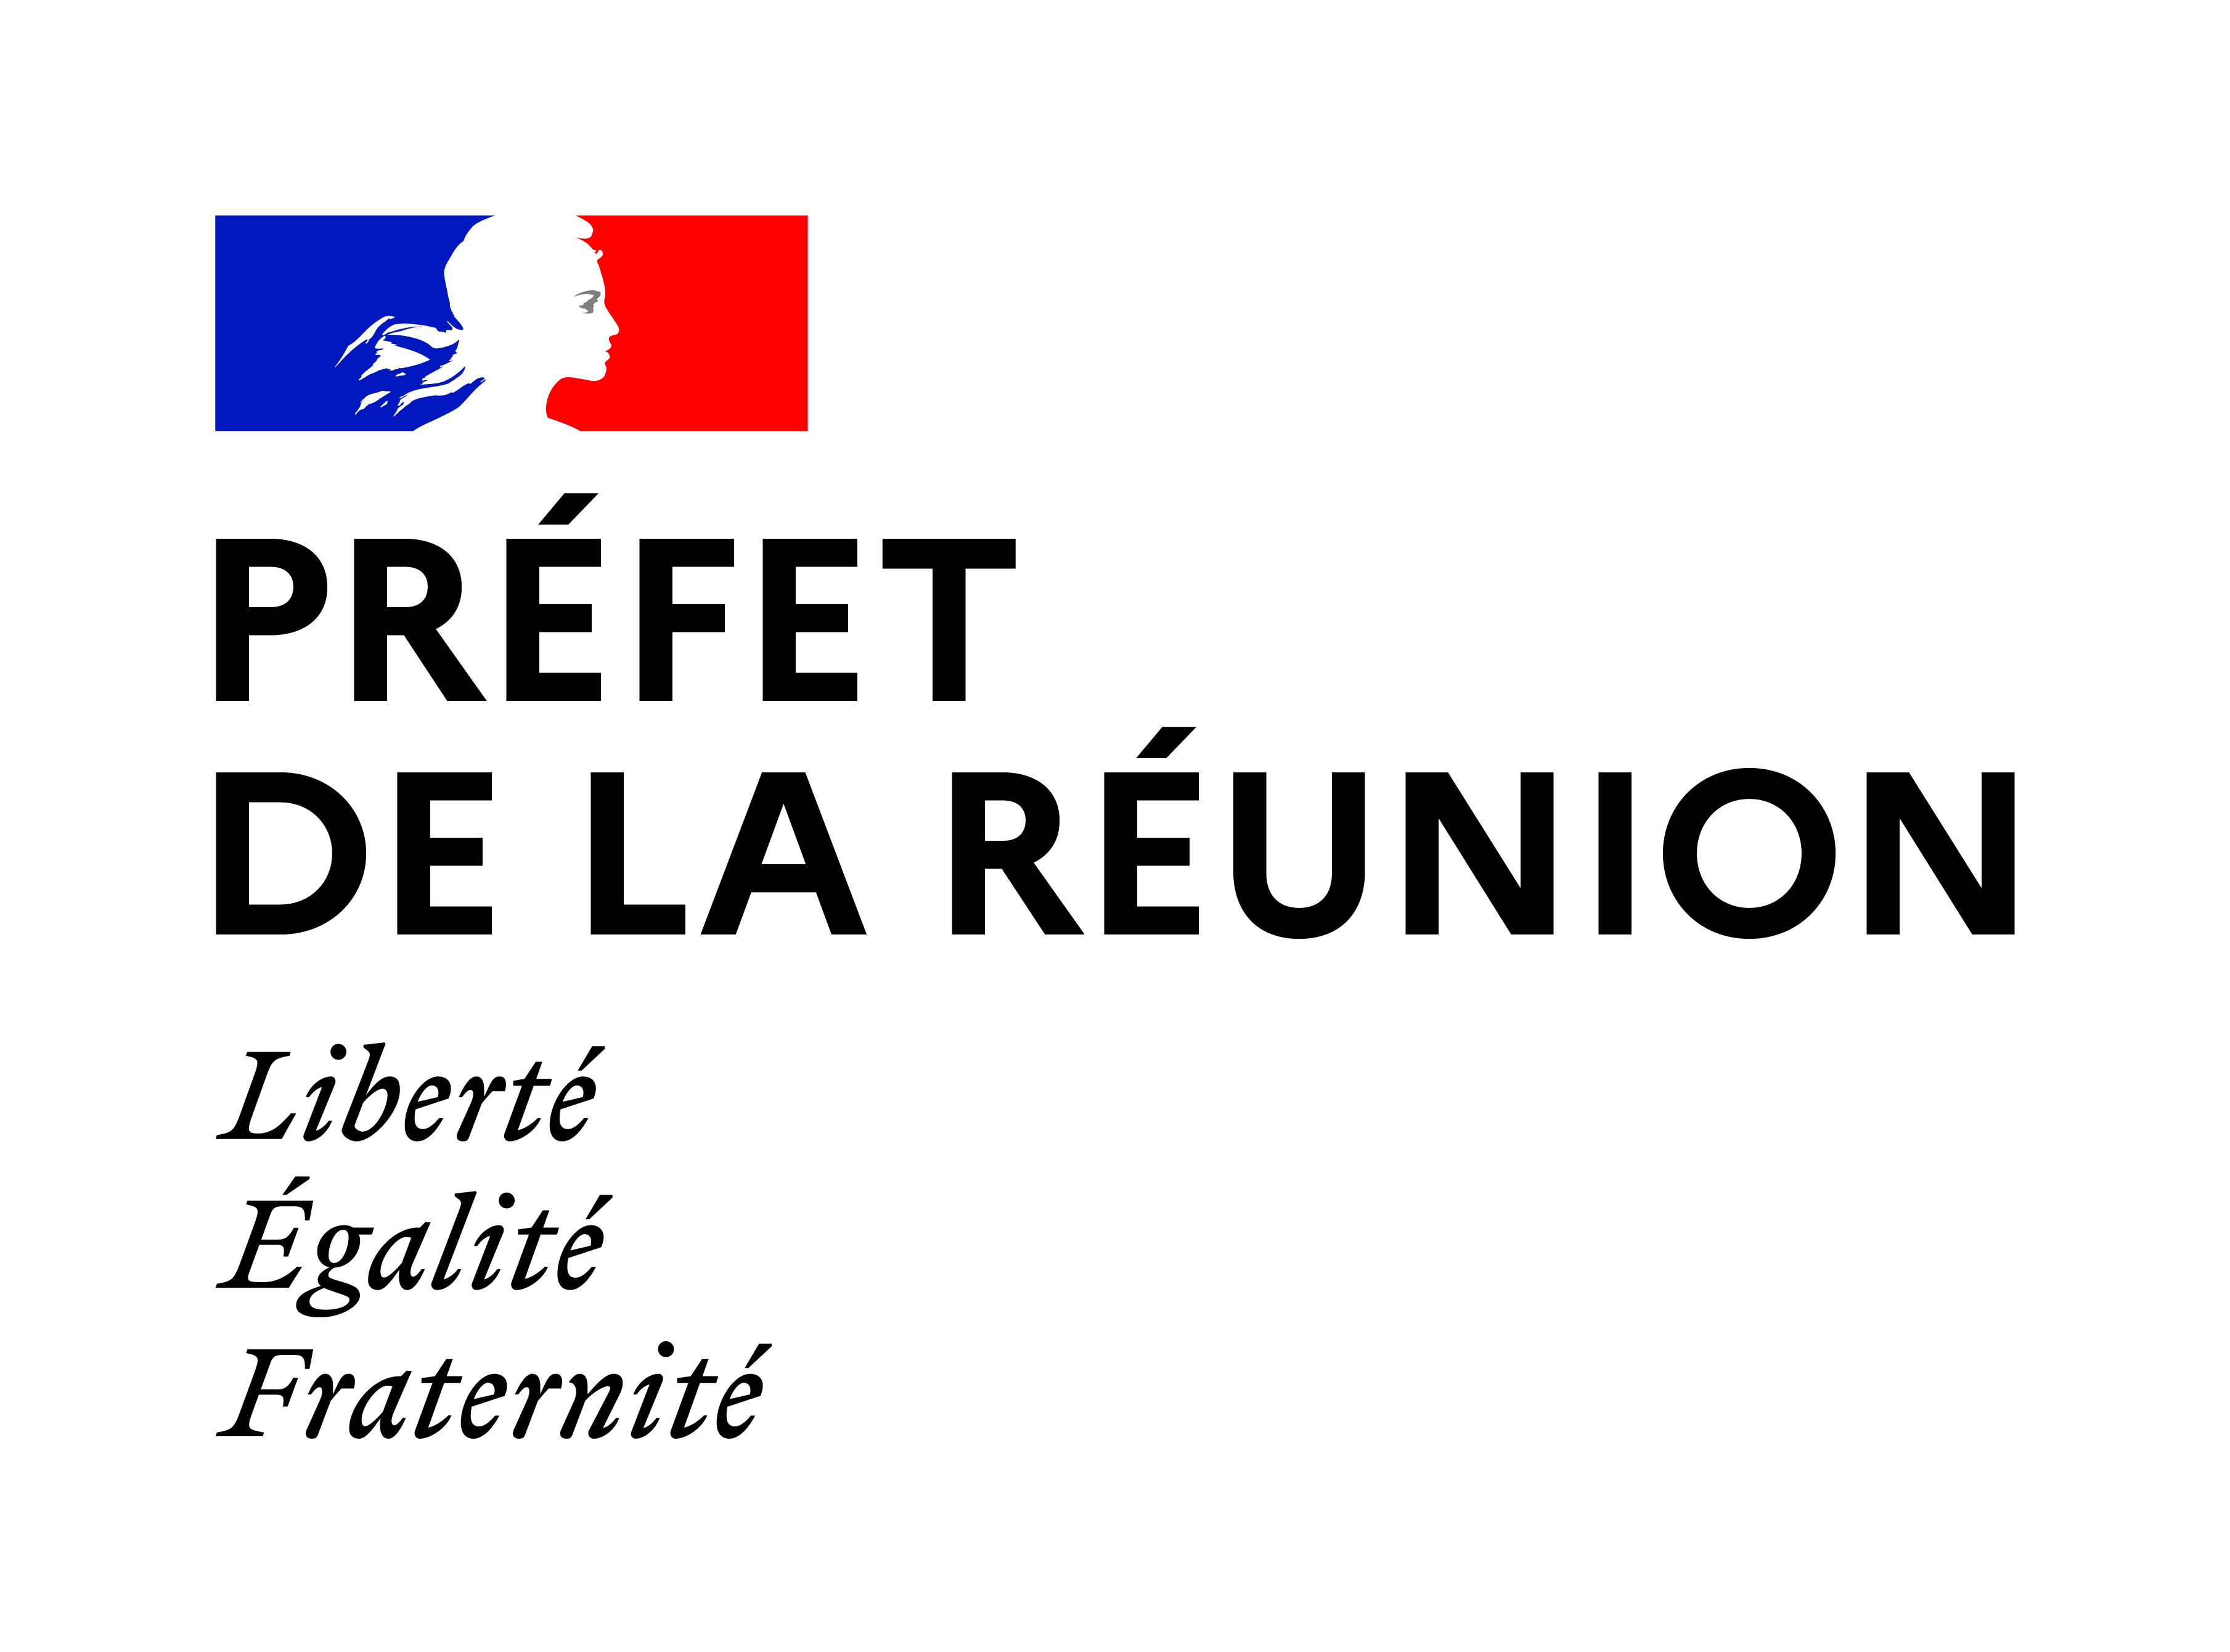 PRÉFET
DE LA RÉUNION
Liberté
Égalité
Fraternité